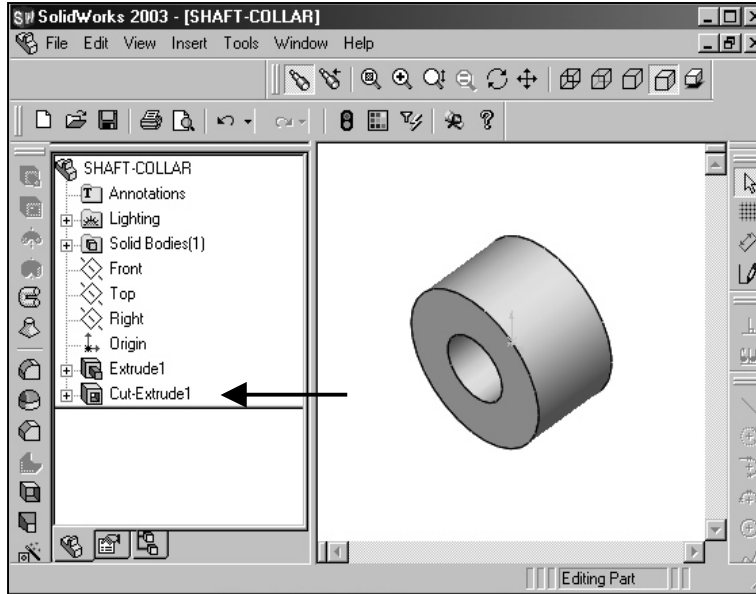 SolidWorks 2003 - [SHAFT-COLLAR]
File Edit View Insert Tools Window Help
SHAFT-COLLAR
Annotations
Lighting
Solid Bodies(1)
Front
Top
Right
Origin
Extrude1
Cut-Extrude1
Editing Part